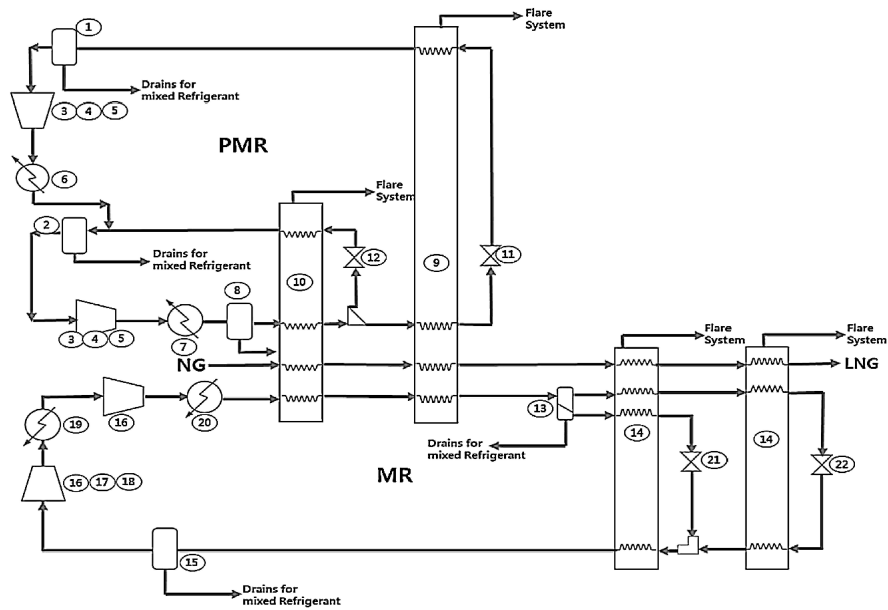 Flare
System
1
Drains for
mixed Refrigerant
3 4 5
PMR
6
Flare
System
2
Drains for
mixed Refrigerant
12
11
9
10
8
3 4 5
7
NG
Flare
System
Flare
System
LNG
13
19
16
20
Drains for
mixed Refrigerant
14
14
21
22
MR
16 17 18
15
Drains for
mixed Refrigerant